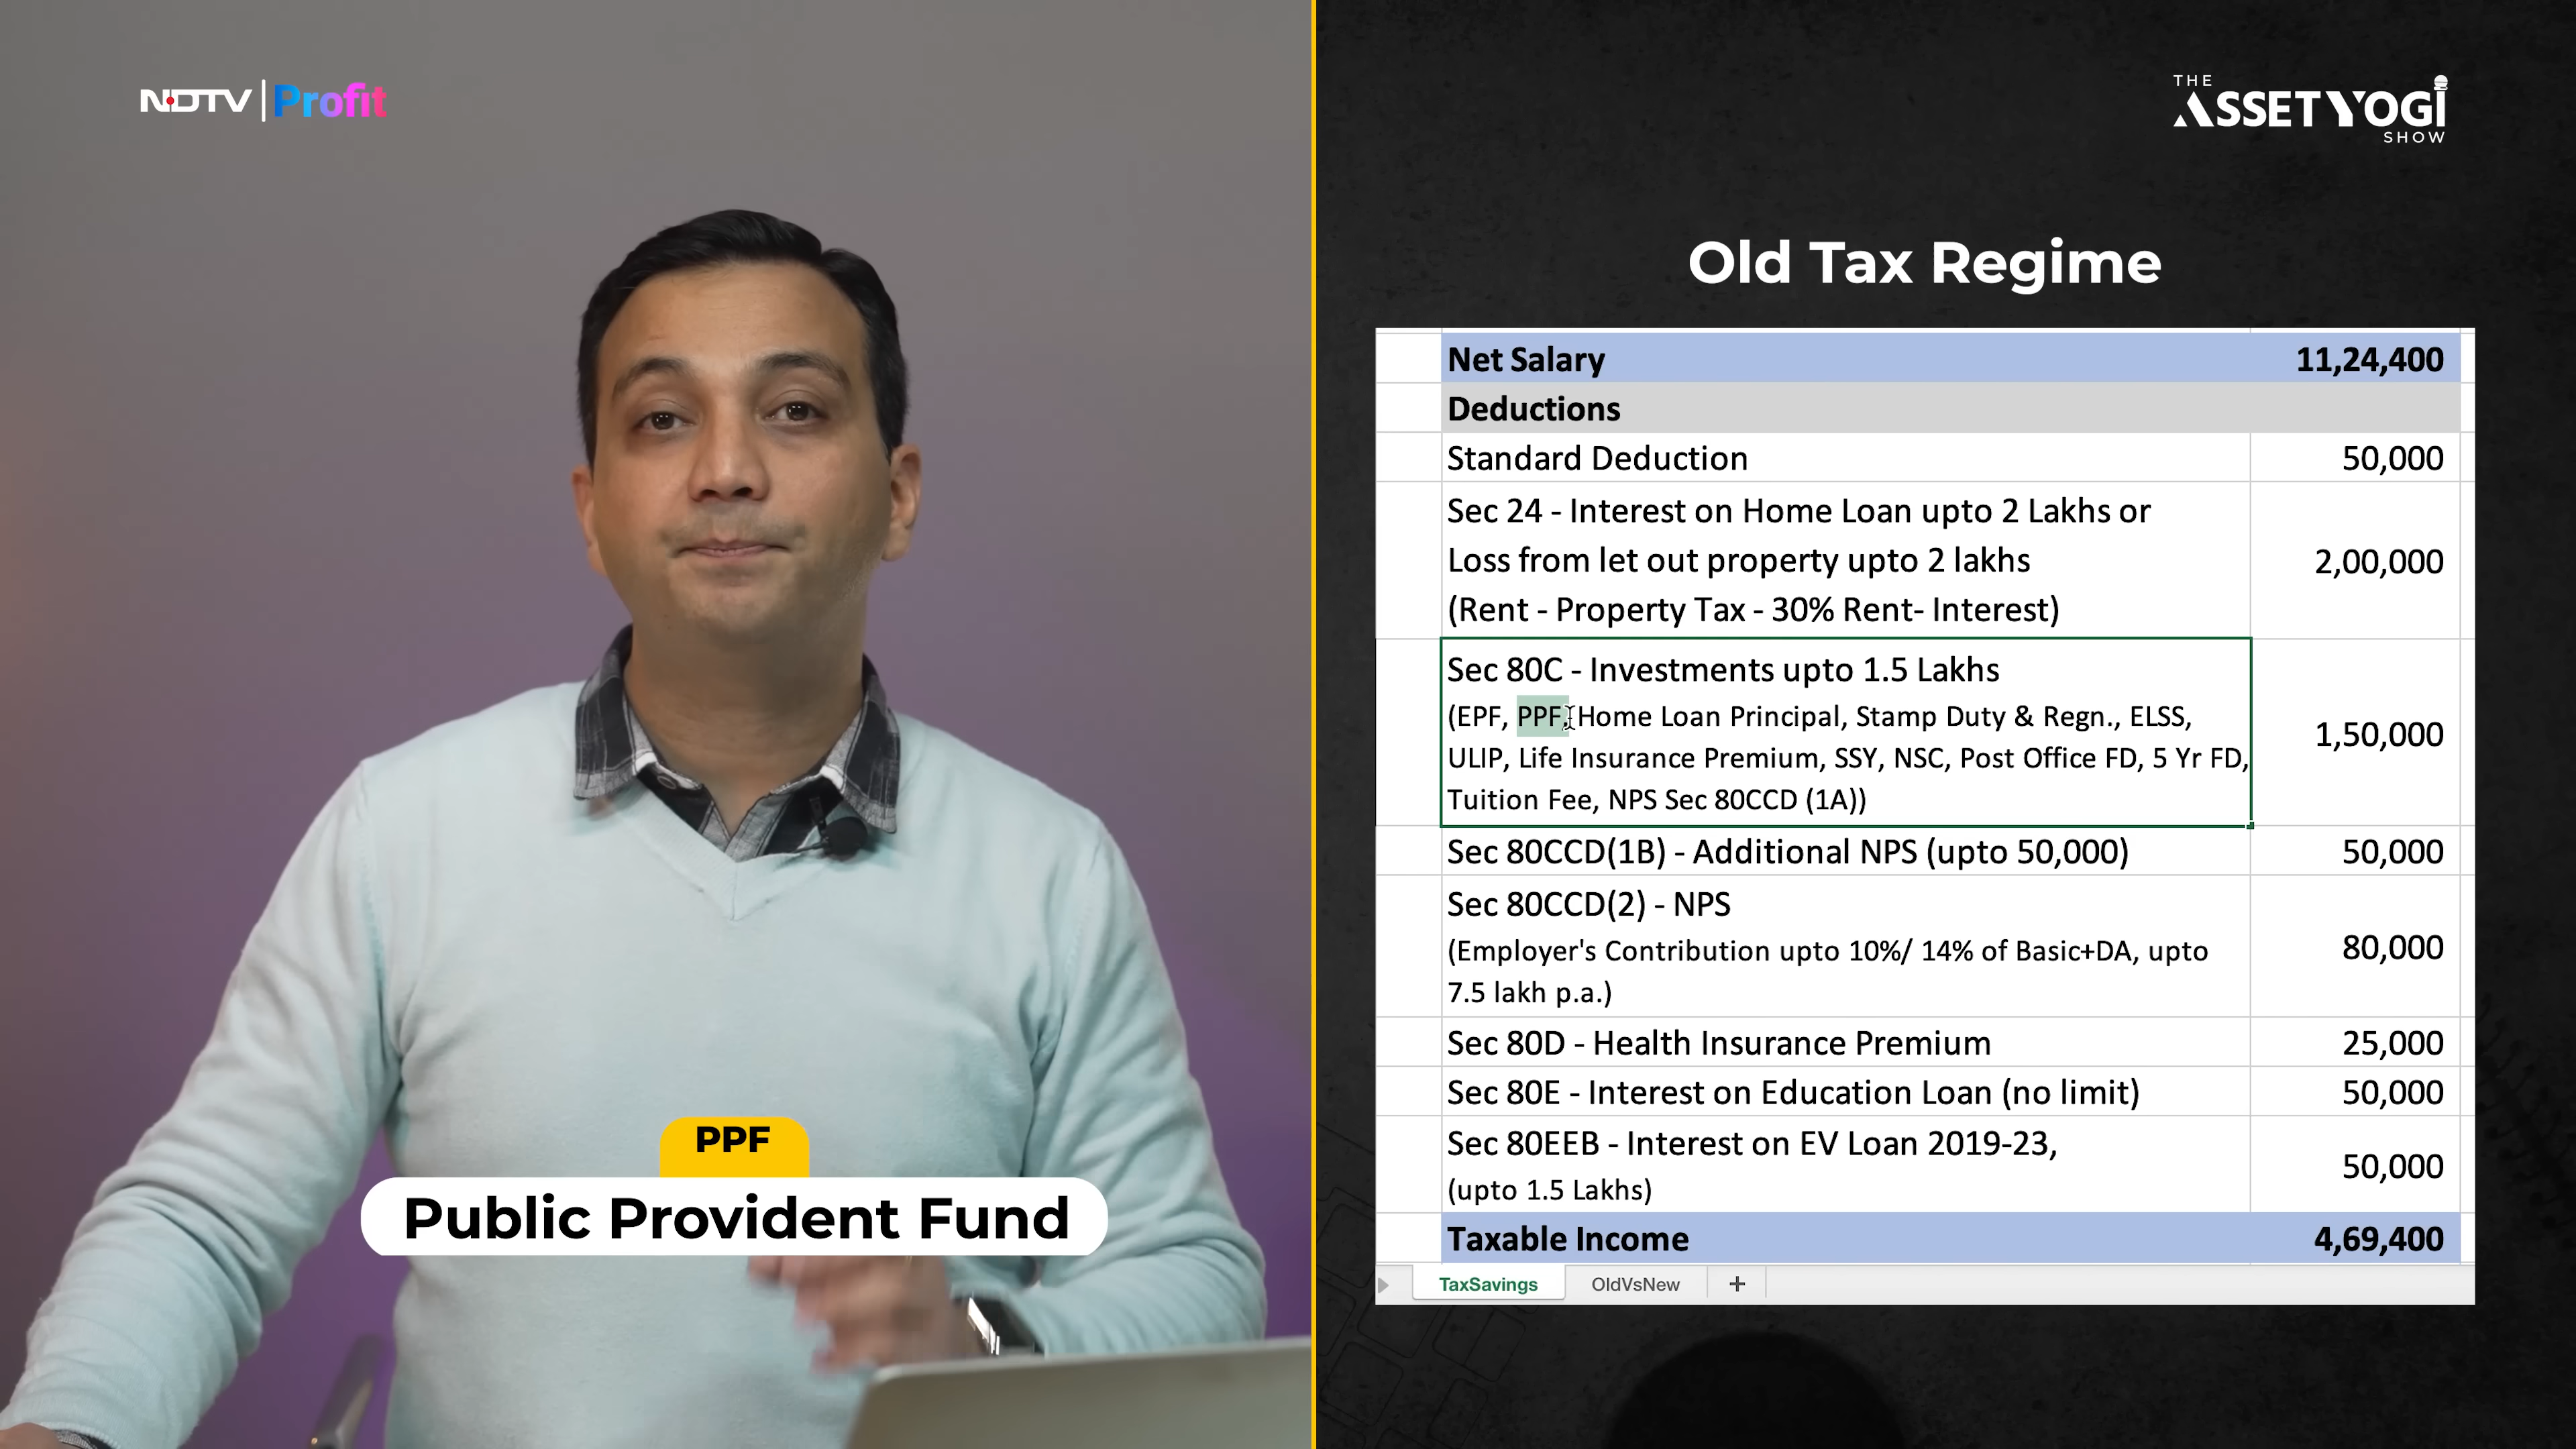 NDTV | Profit
THE
ASSET YOGI
SHOW
Old Tax Regime
Net Salary 11,24,400
Deductions
Standard Deduction 50,000
Sec 24 - Interest on Home Loan upto 2 Lakhs or
Loss from let out property upto 2 lakhs
(Rent - Property Tax - 30% Rent- Interest)
2,00,000
Sec 80C - Investments upto 1.5 Lakhs
(EPF, PPF, Home Loan Principal, Stamp Duty & Regn., ELSS,
ULIP, Life Insurance Premium, SSY, NSC, Post Office FD, 5 Yr FD,
Tuition Fee, NPS Sec 80CCD (1A))
1,50,000
Sec 80CCD(1B) - Additional NPS (upto 50,000) 50,000
Sec 80CCD(2) - NPS
(Employer's Contribution upto 10%/ 14% of Basic+DA, upto
7.5 lakh p.a.)
80,000
Sec 80D - Health Insurance Premium 25,000
Sec 80E - Interest on Education Loan (no limit) 50,000
Sec 80EEB - Interest on EV Loan 2019-23,
(upto 1.5 Lakhs)
50,000
Taxable Income 4,69,400
TaxSavings OldVsNew +
PPF
Public Provident Fund